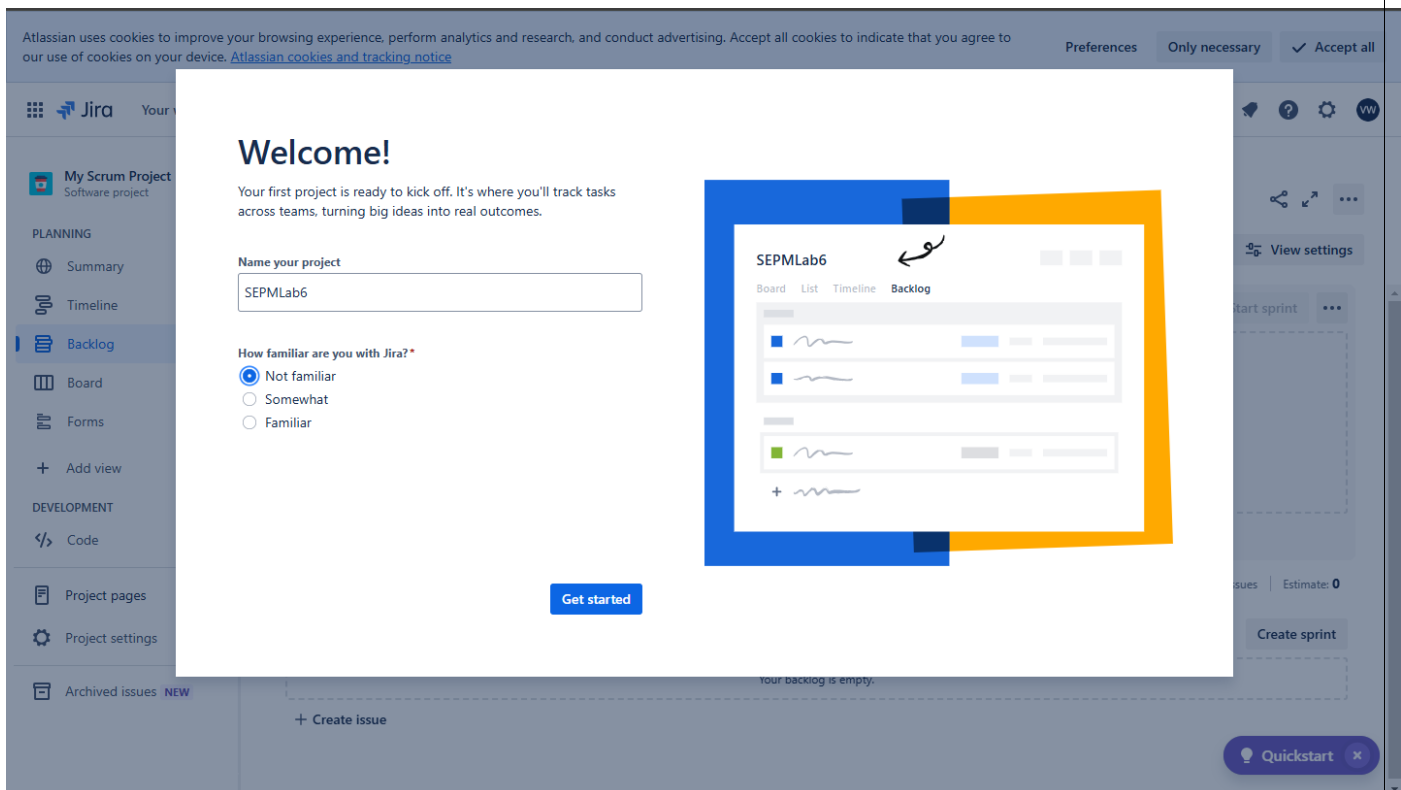 Atlassian uses cookies to improve your browsing experience, perform analytics and research, and conduct advertising. Accept all cookies to indicate that you agree to
our use of cookies on your device. Atlassian cookies and tracking notice
Preferences
Only necessary
Accept all
Jira
Your
VW
My Scrum Project
Software project
PLANNING
Summary
Timeline
Backlog
Board
Forms
Add view
DEVELOPMENT
Code
Project pages
Project settings
Archived issues NEW
Welcome!
Your first project is ready to kick off. It's where you'll track tasks
across teams, turning big ideas into real outcomes.
Name your project
SEPMLab6
How familiar are you with Jira?*
Not familiar
Somewhat
Familiar
Get started
SEPMLab6
Board List Timeline Backlog
View settings
Start sprint
Estimate: 0
Create sprint
Your backlog is empty.
+ Create issue
Quickstart